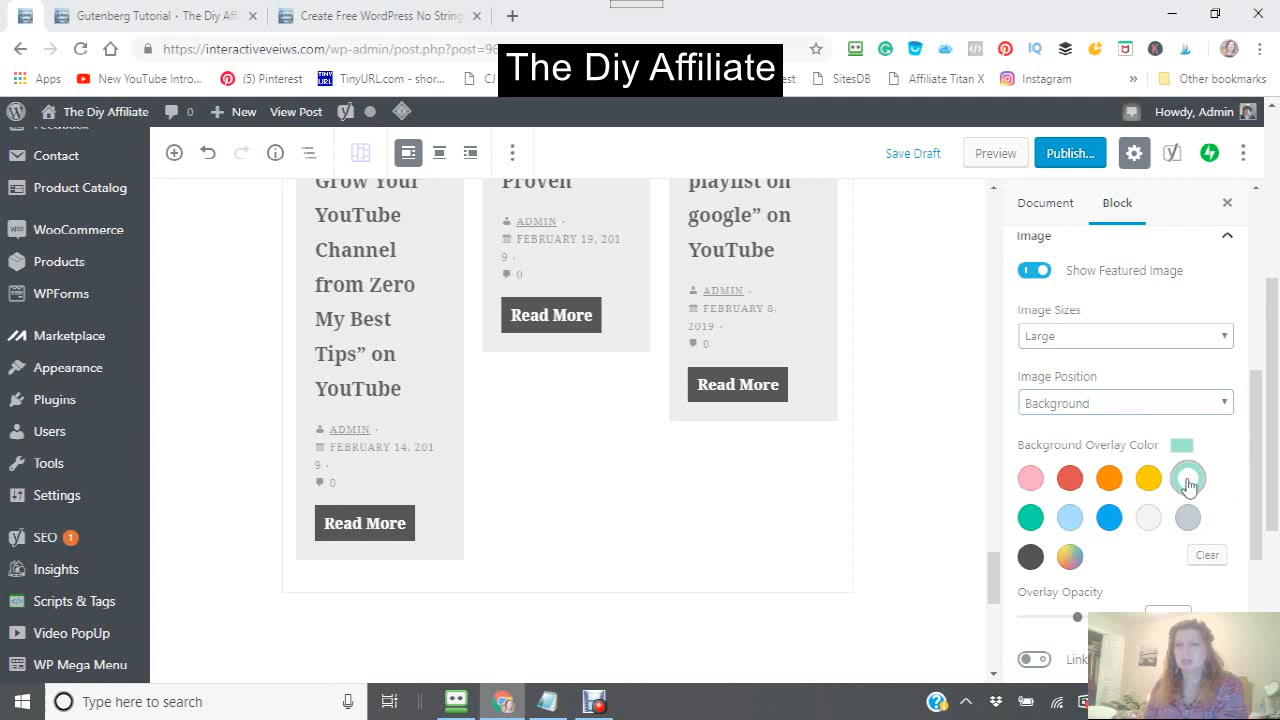 Gutenberg Tutorial - The Diy Affil
Create Free WordPress No String
https://interactiveveiws.com/wp-admin/post.php?post=96
The Diy Affiliate
Apps
New YouTube Intro...
(5) Pinterest
TinyURL.com - shor...
CJ
SitesDB
Affiliate Titan X
Instagram
»
Other bookmarks
The Diy Affiliate
0
New
View Post
Howdy, Admin
Save Draft
Preview
Publish...
Feedback
Contact
Product Catalog
WooCommerce
Products
WPForms
Marketplace
Appearance
Plugins
Users
Tools
Settings
SEO 1
Insights
Scripts & Tags
Video PopUp
WP Mega Menu
Grow Your
YouTube
Channel
from Zero
My Best
Tips” on
YouTube
ADMIN ·
FEBRUARY 14, 201
9 ·
0
Read More
Proven
ADMIN ·
FEBRUARY 19, 201
9 ·
0
Read More
playlist on
google” on
YouTube
ADMIN ·
FEBRUARY 8,
2019 ·
0
Read More
Document
Block
Image
Show Featured Image
Image Sizes
Large
Image Position
Background
Background Overlay Color
Clear
Overlay Opacity
Link
Type here to search